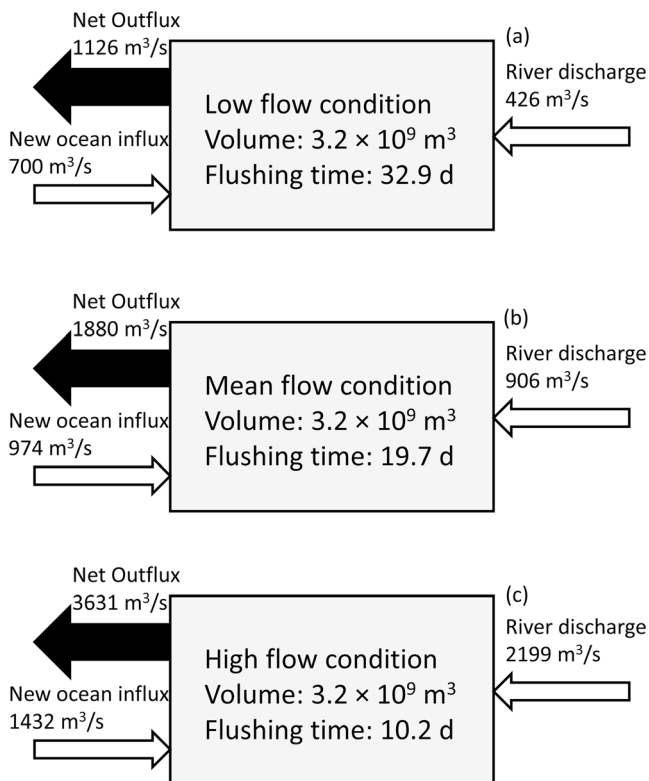 Net Outflux
1126 m³/s
(a)
River discharge
426 m³/s
New ocean influx
700 m³/s
Low flow condition
Volume: 3.2 × 10⁹ m³
Flushing time: 32.9 d
Net Outflux
1880 m³/s
(b)
River discharge
906 m³/s
New ocean influx
974 m³/s
Mean flow condition
Volume: 3.2 × 10⁹ m³
Flushing time: 19.7 d
Net Outflux
3631 m³/s
(c)
River discharge
2199 m³/s
New ocean influx
1432 m³/s
High flow condition
Volume: 3.2 × 10⁹ m³
Flushing time: 10.2 d